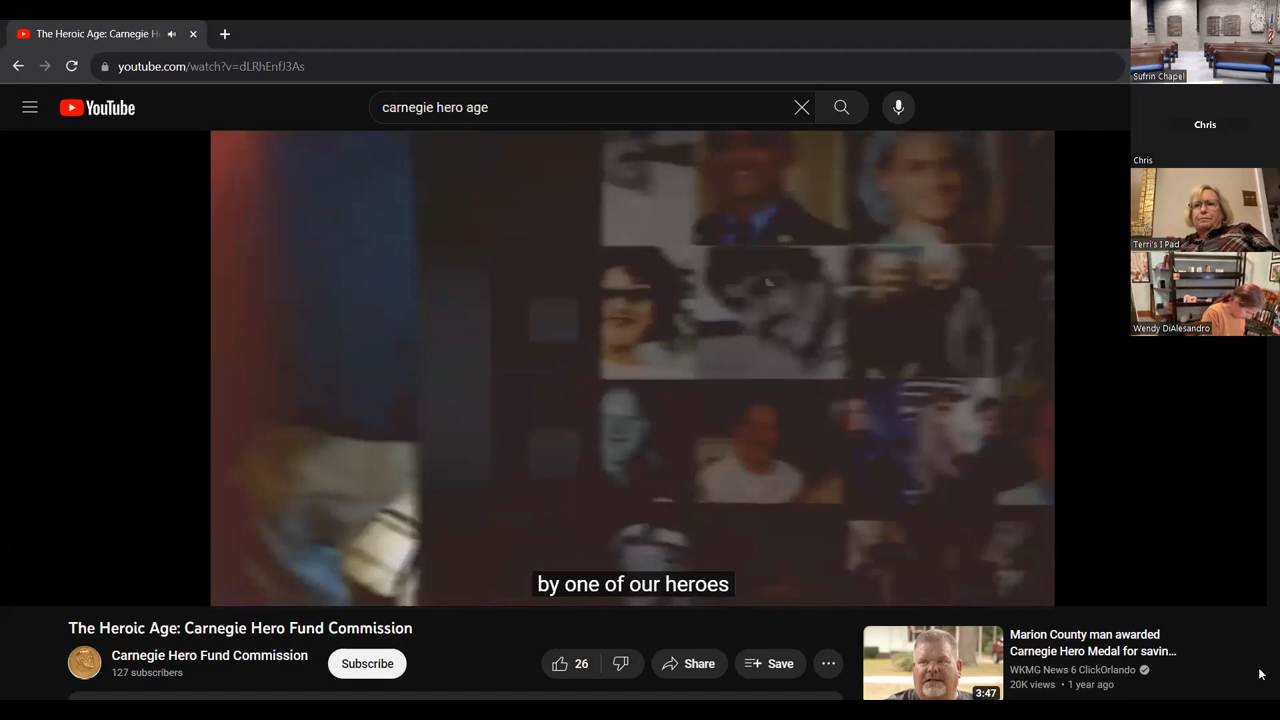 The Heroic Age: Carnegie H
youtube.com/watch?v=dLRhEnfJ3As
YouTube
carnegie hero age
Sufrin Chapel
Chris
Chris
Terri's I Pad
Wendy DiAlesandro
by one of our heroes
The Heroic Age: Carnegie Hero Fund Commission
Carnegie Hero Fund Commission
127 subscribers
Subscribe
26
Share
Save
3:47
Marion County man awarded
Carnegie Hero Medal for savin...
WKMG News 6 ClickOrlando
20K views • 1 year ago